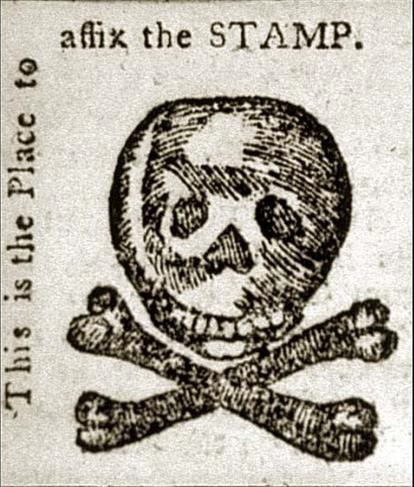 This is the Place to
affix the STAMP.